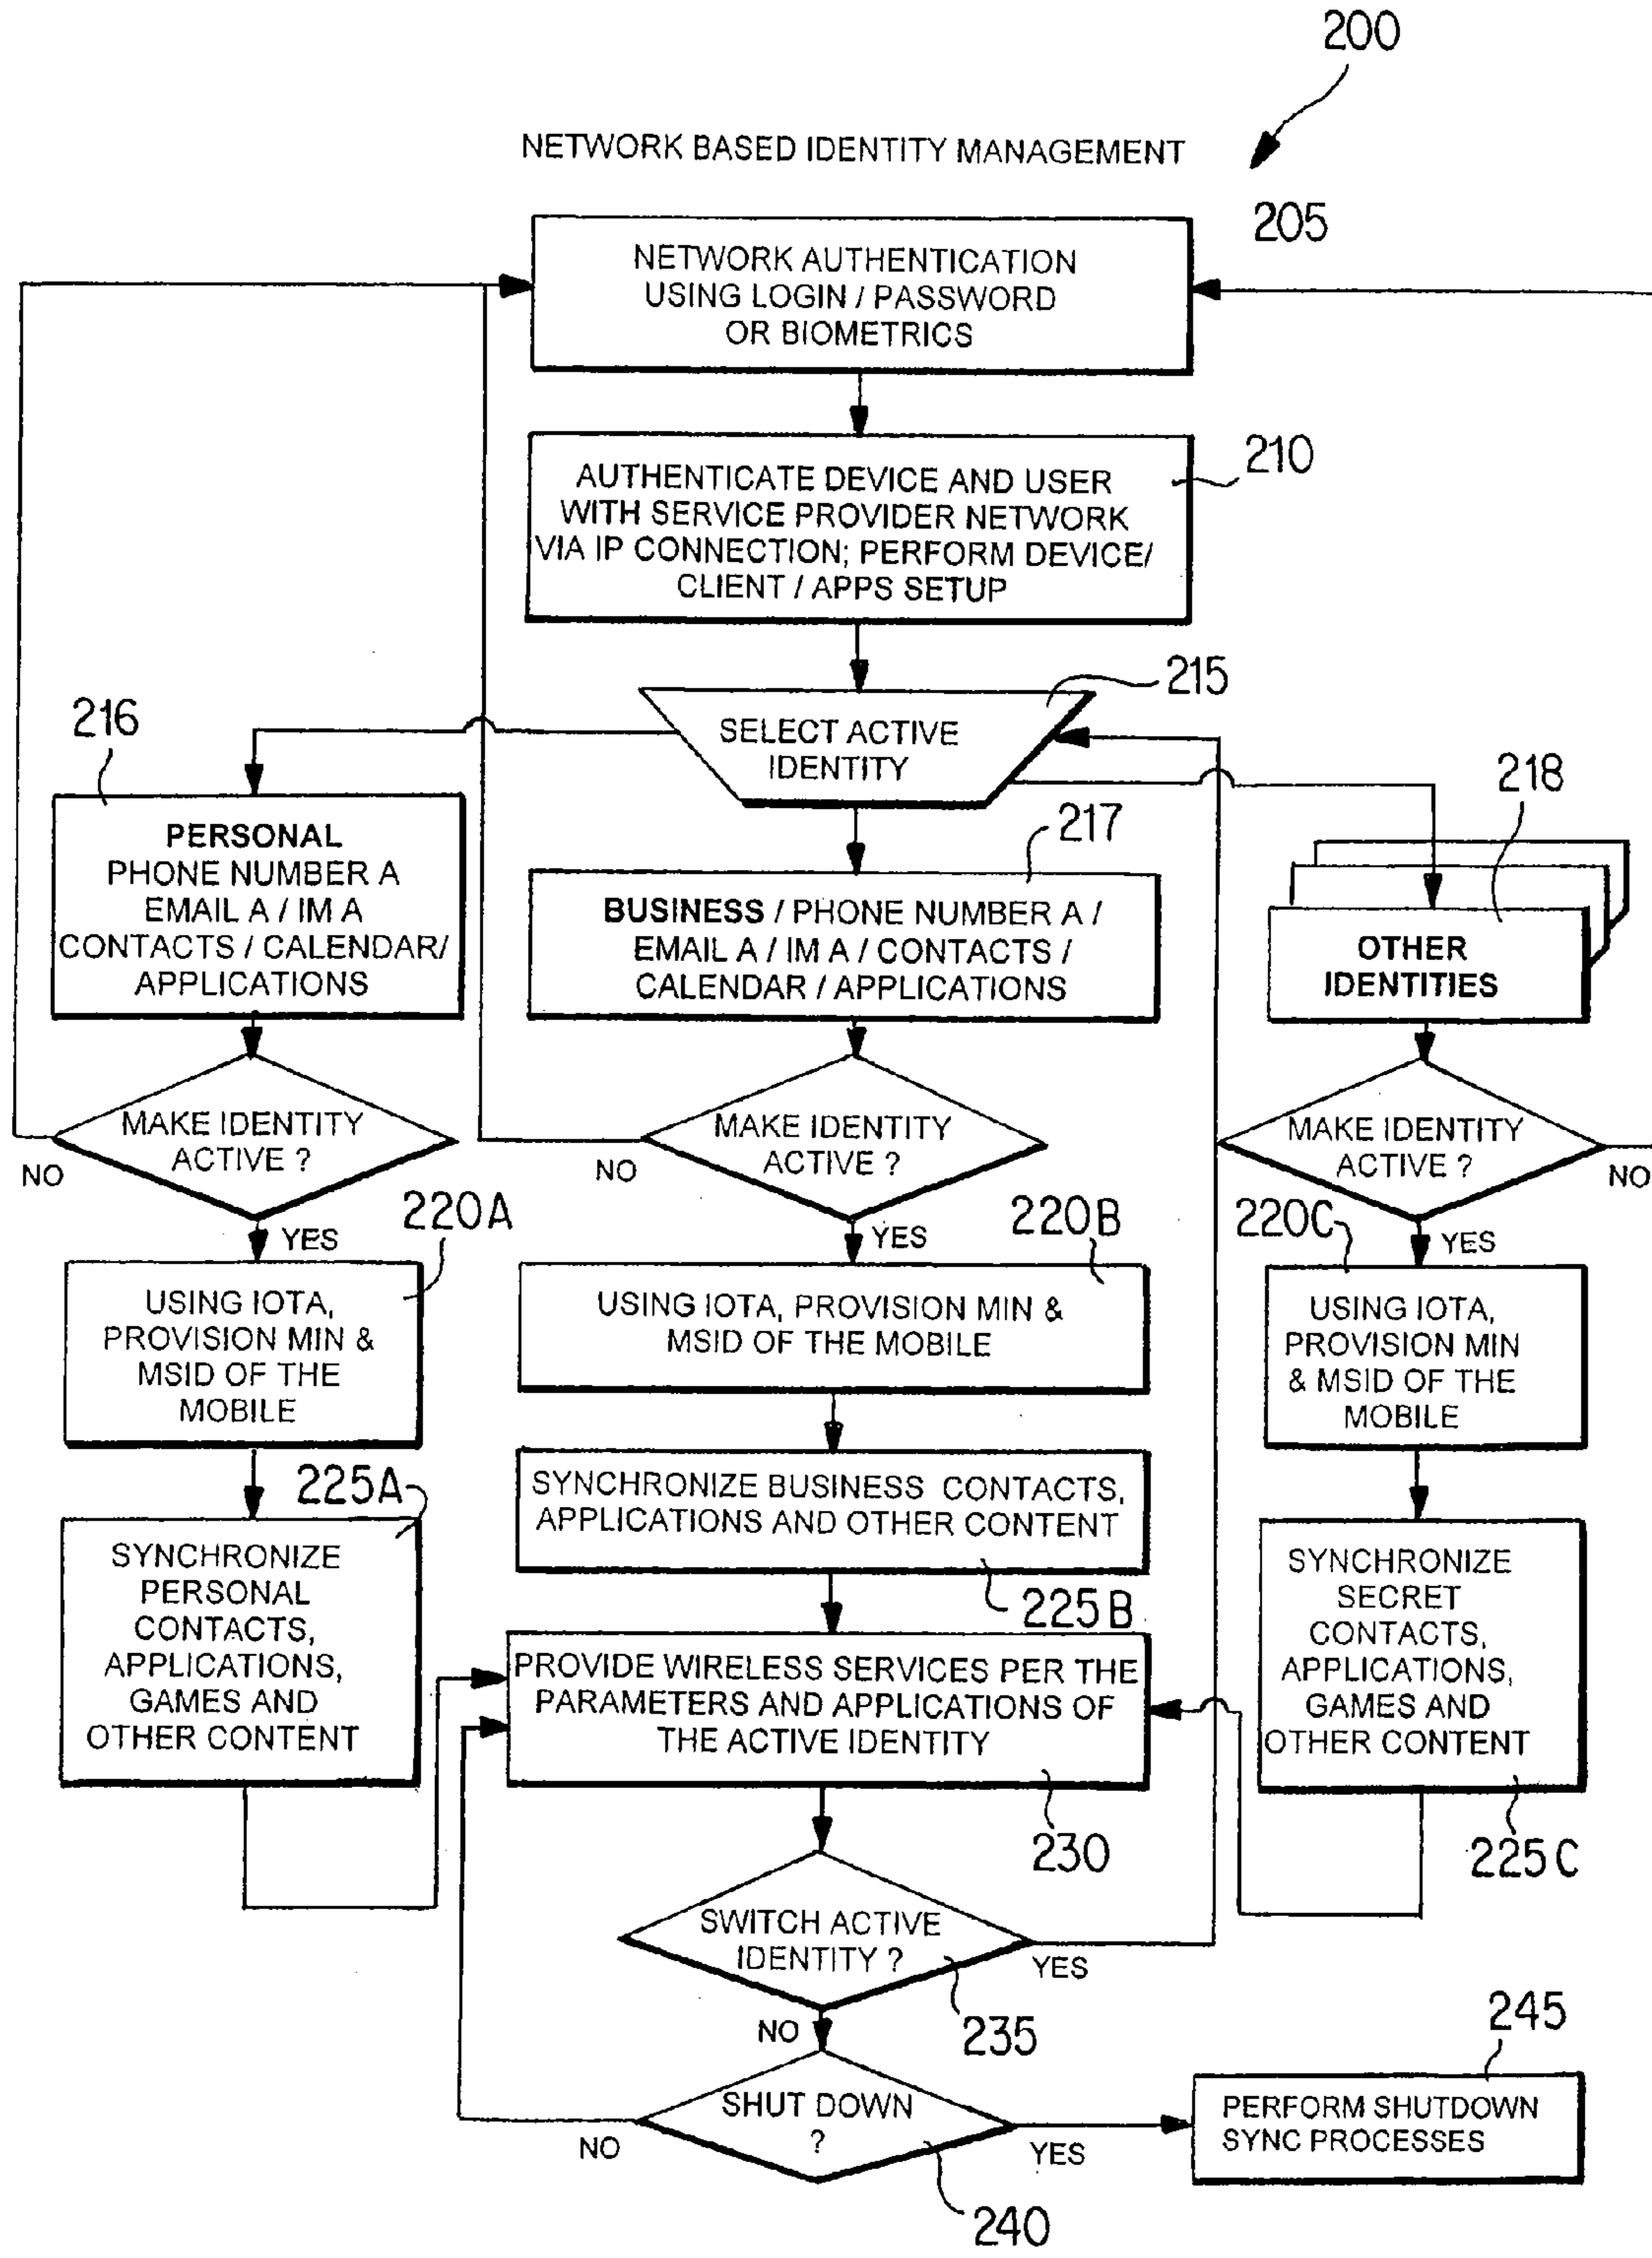 200
NETWORK BASED IDENTITY MANAGEMENT
205
NETWORK AUTHENTICATION
USING LOGIN / PASSWORD
OR BIOMETRICS
210
AUTHENTICATE DEVICE AND USER
WITH SERVICE PROVIDER NETWORK
VIA IP CONNECTION; PERFORM DEVICE/
CLIENT / APPS SETUP
215
SELECT ACTIVE
IDENTITY
216
PERSONAL
PHONE NUMBER A
EMAIL A / IM A
CONTACTS / CALENDAR/
APPLICATIONS
217
BUSINESS / PHONE NUMBER A /
EMAIL A / IM A / CONTACTS /
CALENDAR / APPLICATIONS
218
OTHER
IDENTITIES
MAKE IDENTITY
ACTIVE ?
NO
YES
MAKE IDENTITY
ACTIVE ?
NO
YES
MAKE IDENTITY
ACTIVE ?
NO
YES
220A
USING IOTA,
PROVISION MIN &
MSID OF THE
MOBILE
220B
USING IOTA, PROVISION MIN &
MSID OF THE MOBILE
220C
USING IOTA,
PROVISION MIN
& MSID OF THE
MOBILE
225A
SYNCHRONIZE
PERSONAL
CONTACTS,
APPLICATIONS,
GAMES AND
OTHER CONTENT
SYNCHRONIZE BUSINESS CONTACTS,
APPLICATIONS AND OTHER CONTENT
225B
SYNCHRONIZE
SECRET
CONTACTS,
APPLICATIONS,
GAMES AND
OTHER CONTENT
225C
PROVIDE WIRELESS SERVICES PER THE
PARAMETERS AND APPLICATIONS OF
THE ACTIVE IDENTITY
230
SWITCH ACTIVE
IDENTITY ?
YES
235
NO
SHUT DOWN
?
NO
YES
240
245
PERFORM SHUTDOWN
SYNC PROCESSES